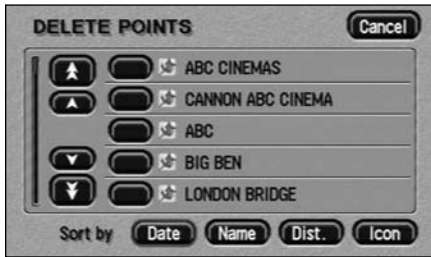 DELETE POINTS
Cancel
ABC CINEMAS
CANNON ABC CINEMA
ABC
BIG BEN
LONDON BRIDGE
Sort by Date Name Dist. Icon